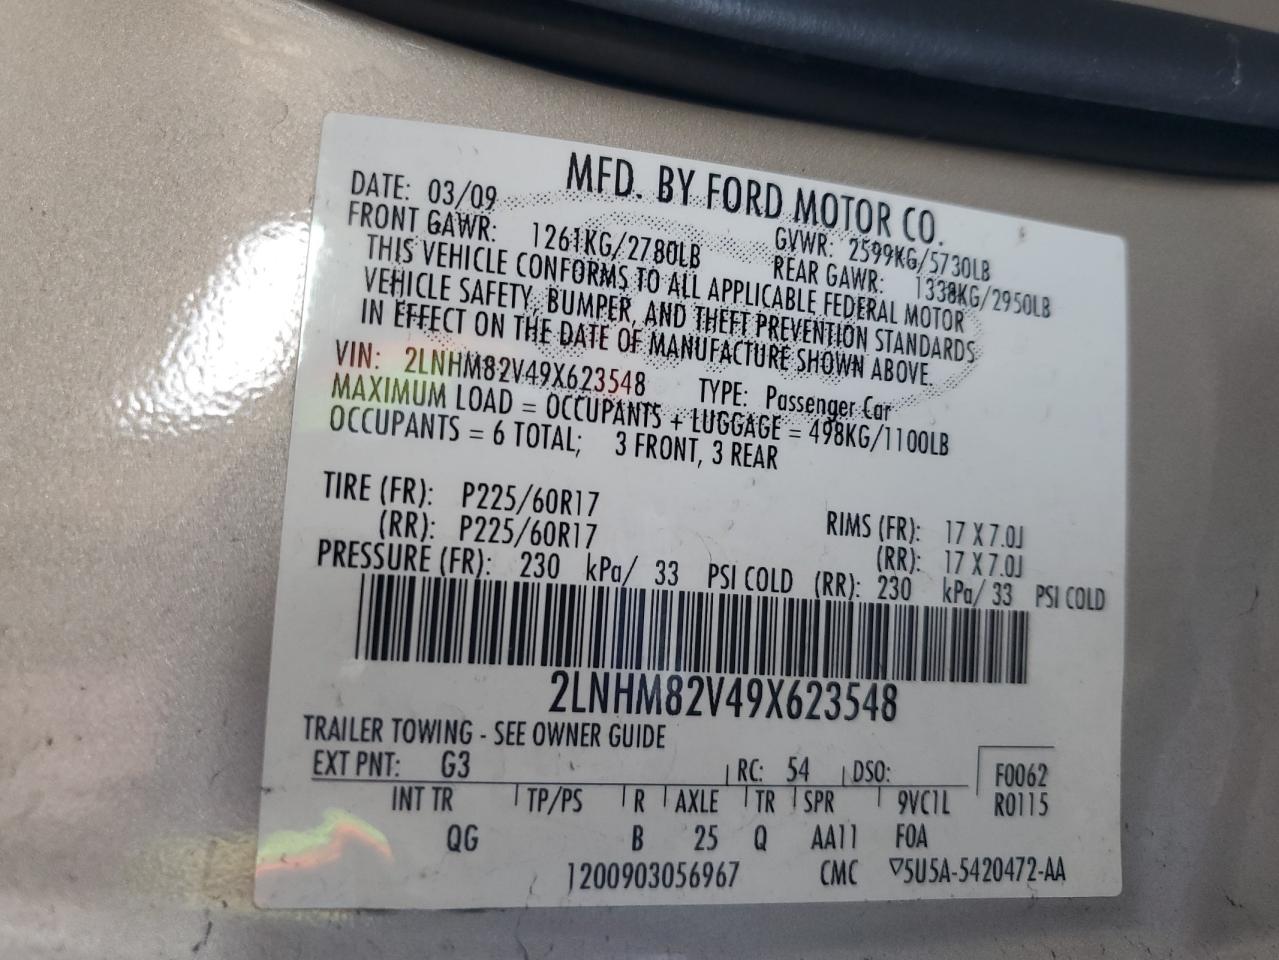 MFD. BY FORD MOTOR CO.
DATE: 03/09 GVWR: 2599KG/5730LB
FRONT GAWR: 1261KG/2780LB REAR GAWR: 1338KG/2950LB
THIS VEHICLE CONFORMS TO ALL APPLICABLE FEDERAL MOTOR
VEHICLE SAFETY, BUMPER, AND THEFT PREVENTION STANDARDS
IN EFFECT ON THE DATE OF MANUFACTURE SHOWN ABOVE.
VIN: 2LNHM82V49X623548 TYPE: Passenger Car
MAXIMUM LOAD = OCCUPANTS + LUGGAGE = 498KG/1100LB
OCCUPANTS = 6 TOTAL; 3 FRONT, 3 REAR
TIRE (FR): P225/60R17 RIMS (FR): 17 X 7.0J
(RR): P225/60R17 (RR): 17 X 7.0J
PRESSURE (FR): 230 kPa/ 33 PSI COLD (RR): 230 kPa/ 33 PSI COLD
2LNHM82V49X623548
TRAILER TOWING - SEE OWNER GUIDE
EXT PNT: G3 RC: 54 DSO: F0062
INT TR TP/PS R AXLE TR SPR 9VC1L R0115
QG B 25 Q AA11 F0A
1200903056967 CMC ▽5U5A-5420472-AA